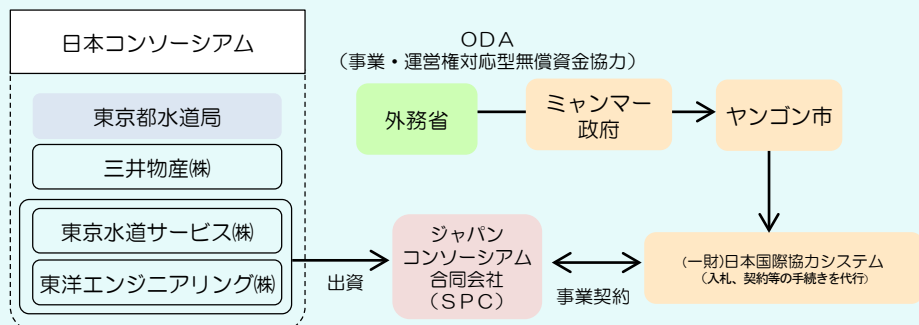 日本コンソーシアム
東京都水道局
三井物産㈱
東京水道サービス㈱
東洋エンジニアリング㈱
ODA
(事業・運営権対応型無償資金協力)
外務省
ミャンマー
政府
ヤンゴン市
出資
ジャパン
コンソーシアム
合同会社
(SPC)
事業契約
(一財)日本国際協力システム
(入札、契約等の手続きを代行)